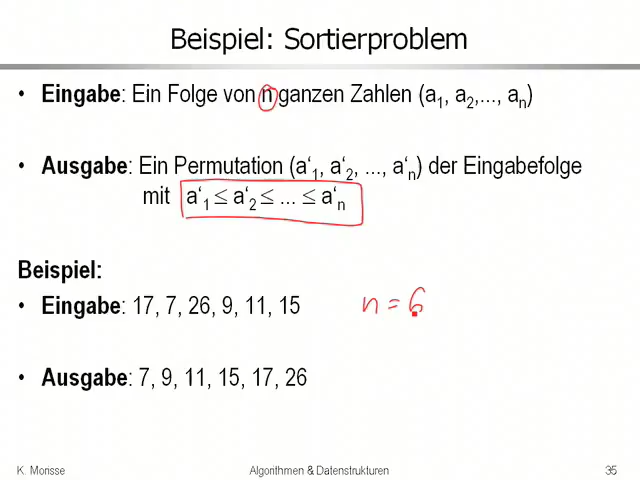 Beispiel: Sortierproblem
• Eingabe: Ein Folge von n ganzen Zahlen (a1, a2,..., an)
• Ausgabe: Ein Permutation (a‘1, a‘2, ..., a‘n) der Eingabefolge
mit a‘1 ≤ a‘2 ≤ ... ≤ a‘n
Beispiel:
• Eingabe: 17, 7, 26, 9, 11, 15 n = 6
• Ausgabe: 7, 9, 11, 15, 17, 26
K. Morisse Algorithmen & Datenstrukturen 35